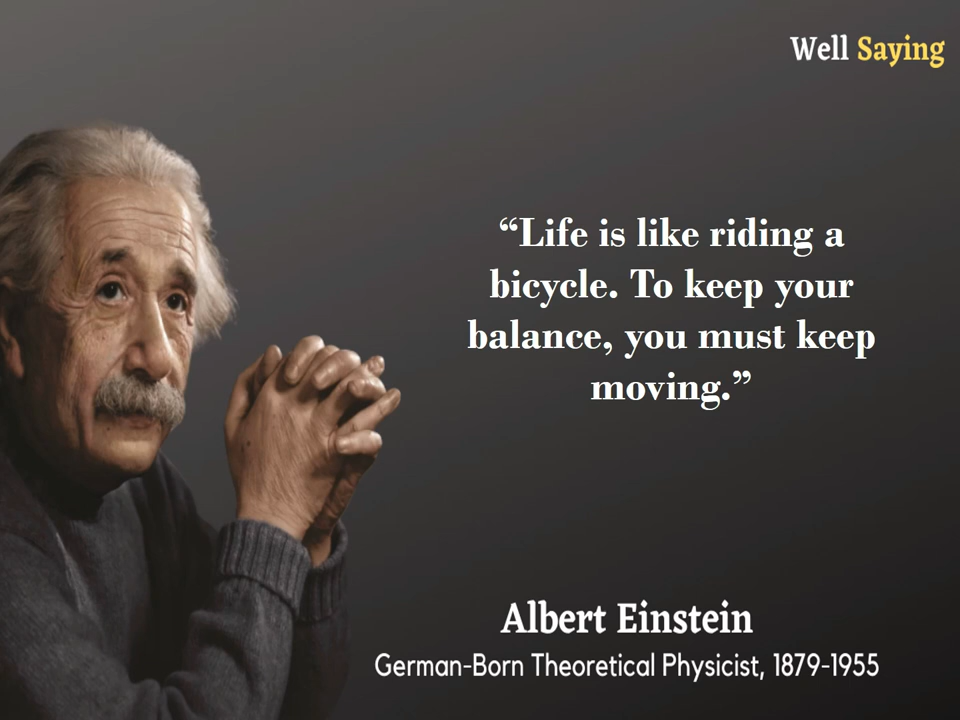 Well Saying
“Life is like riding a
bicycle. To keep your
balance, you must keep
moving.”
Albert Einstein
German-Born Theoretical Physicist, 1879-1955